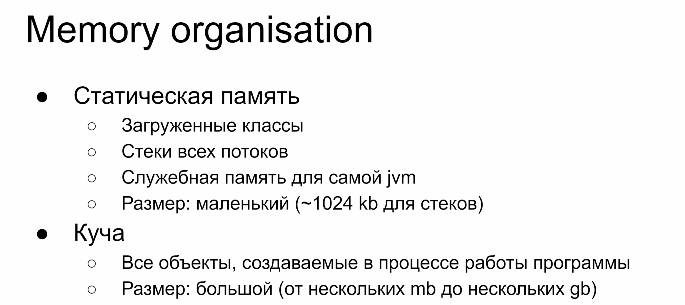 Memory organisation
● Статическая память
○ Загруженные классы
○ Стеки всех потоков
○ Служебная память для самой jvm
○ Размер: маленький (~1024 kb для стеков)
● Куча
○ Все объекты, создаваемые в процессе работы программы
○ Размер: большой (от нескольких mb до нескольких gb)